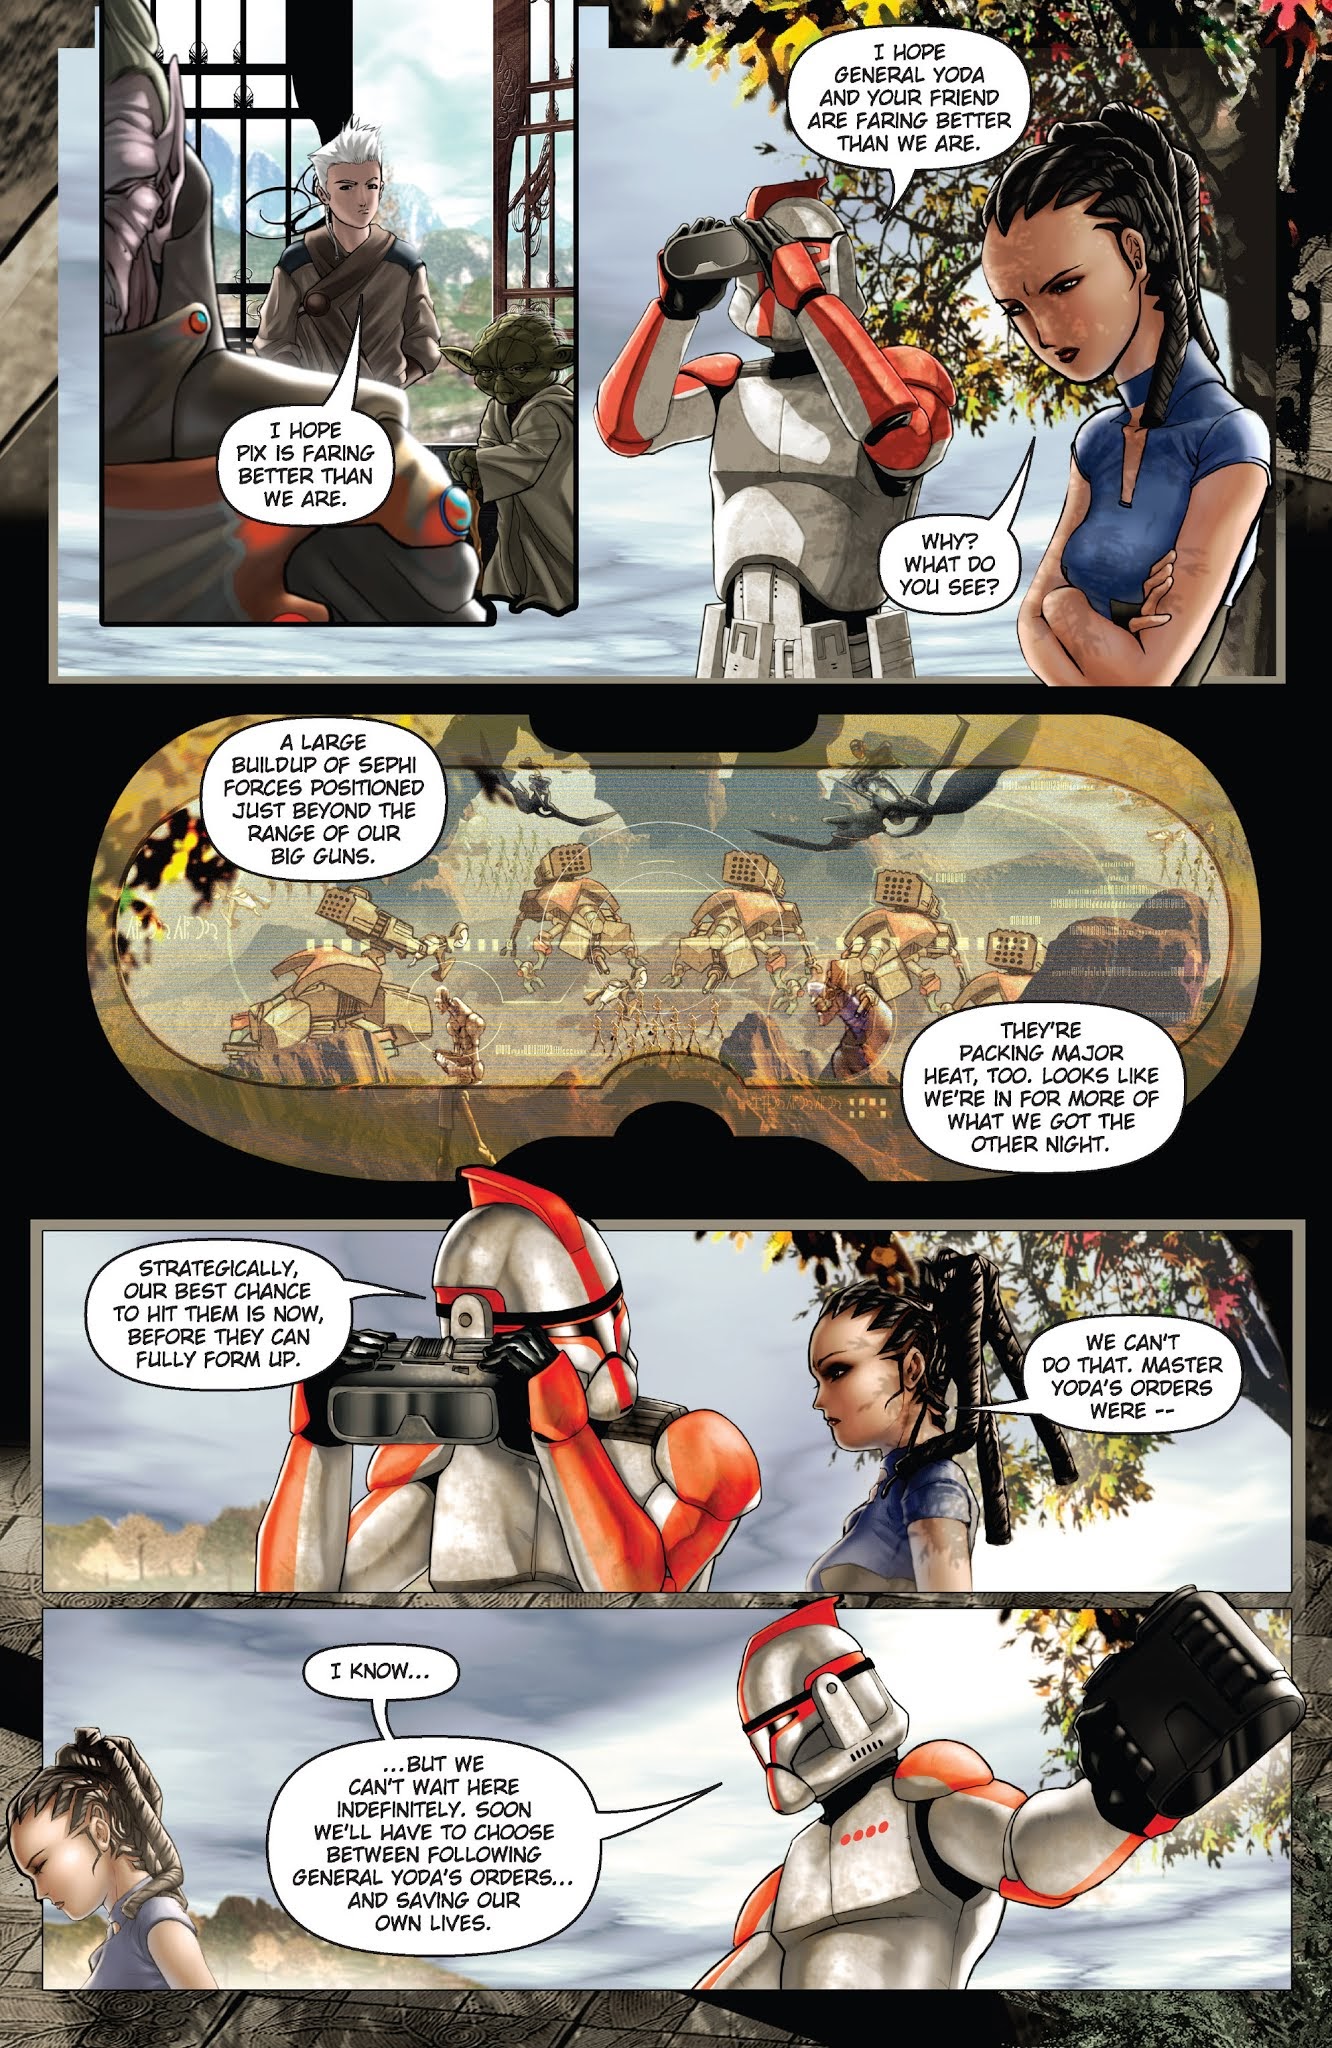 I HOPE
PIX IS FARING
BETTER THAN
WE ARE.
I HOPE
GENERAL YODA
AND YOUR FRIEND
ARE FARING BETTER
THAN WE ARE.
WHY?
WHAT DO
YOU SEE?
A LARGE
BUILDUP OF SEPHI
FORCES POSITIONED
JUST BEYOND THE
RANGE OF OUR
BIG GUNS.
THEY'RE
PACKING MAJOR
HEAT, TOO. LOOKS LIKE
WE'RE IN FOR MORE OF
WHAT WE GOT THE
OTHER NIGHT.
STRATEGICALLY,
OUR BEST CHANCE
TO HIT THEM IS NOW,
BEFORE THEY CAN
FULLY FORM UP.
WE CAN'T
DO THAT. MASTER
YODA'S ORDERS
WERE --
I KNOW...
...BUT WE
CAN'T WAIT HERE
INDEFINITELY. SOON
WE'LL HAVE TO CHOOSE
BETWEEN FOLLOWING
GENERAL YODA'S ORDERS...
AND SAVING OUR
OWN LIVES.